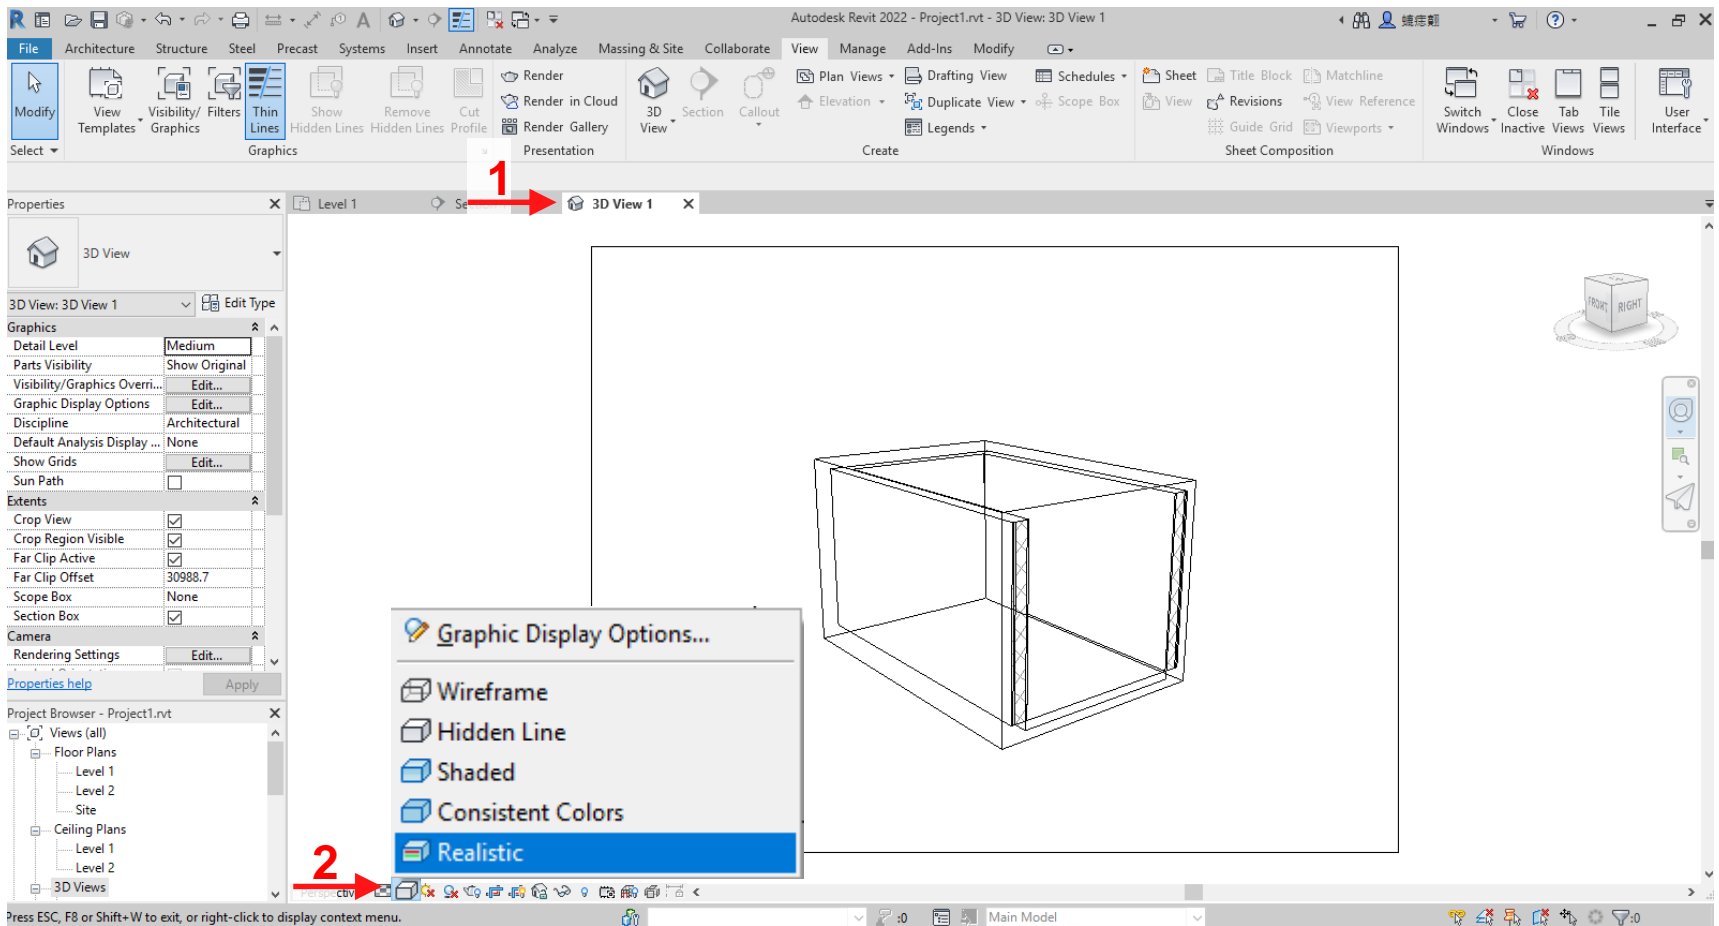 Autodesk Revit 2022 - Project1.rvt - 3D View: 3D View 1
File Architecture Structure Steel Precast Systems Insert Annotate Analyze Massing & Site Collaborate View Manage Add-Ins Modify
Modify
View Templates
Visibility/ Graphics
Filters
Thin Lines
Show Hidden Lines
Remove Hidden Lines
Cut Profile
Render
Render in Cloud
Render Gallery
3D View
Section
Callout
Plan Views
Elevation
Drafting View
Duplicate View
Legends
Schedules
Scope Box
Sheet
View
Title Block
Revisions
Guide Grid
Matchline
View Reference
Viewports
Switch Windows
Close Inactive
Tab Views
Tile Views
User Interface
Select
Graphics
Presentation
Create
Sheet Composition
Windows
1
Properties
Level 1
3D View 1
3D View
3D View: 3D View 1
Edit Type
Graphics
Detail Level Medium
Parts Visibility Show Original
Visibility/Graphics Overri... Edit...
Graphic Display Options Edit...
Discipline Architectural
Default Analysis Display ... None
Show Grids Edit...
Sun Path
Extents
Crop View
Crop Region Visible
Far Clip Active
Far Clip Offset 30988.7
Scope Box None
Section Box
Camera
Rendering Settings Edit...
Properties help
Apply
Project Browser - Project1.rvt
Views (all)
Floor Plans
Level 1
Level 2
Site
Ceiling Plans
Level 1
Level 2
3D Views
FRONT RIGHT
Graphic Display Options...
Wireframe
Hidden Line
Shaded
Consistent Colors
Realistic
2
Press ESC, F8 or Shift+W to exit, or right-click to display context menu.
:0
Main Model
:0